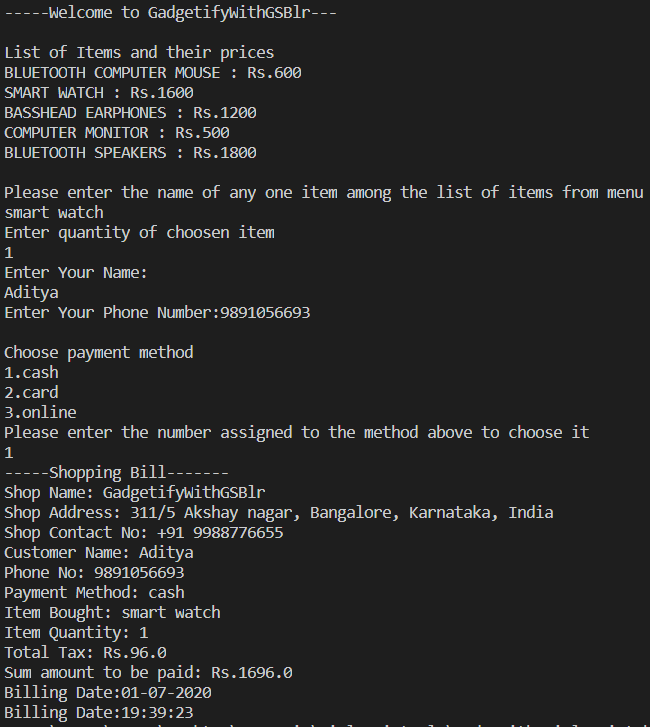 -----Welcome to GadgetifyWithGSBlr---
List of Items and their prices
BLUETOOTH COMPUTER MOUSE : Rs.600
SMART WATCH : Rs.1600
BASSHEAD EARPHONES : Rs.1200
COMPUTER MONITOR : Rs.500
BLUETOOTH SPEAKERS : Rs.1800
Please enter the name of any one item among the list of items from menu
smart watch
Enter quantity of choosen item
1
Enter Your Name:
Aditya
Enter Your Phone Number:9891056693
Choose payment method
1.cash
2.card
3.online
Please enter the number assigned to the method above to choose it
1
-----Shopping Bill-------
Shop Name: GadgetifyWithGSBlr
Shop Address: 311/5 Akshay nagar, Bangalore, Karnataka, India
Shop Contact No: +91 9988776655
Customer Name: Aditya
Phone No: 9891056693
Payment Method: cash
Item Bought: smart watch
Item Quantity: 1
Total Tax: Rs.96.0
Sum amount to be paid: Rs.1696.0
Billing Date:01-07-2020
Billing Date:19:39:23